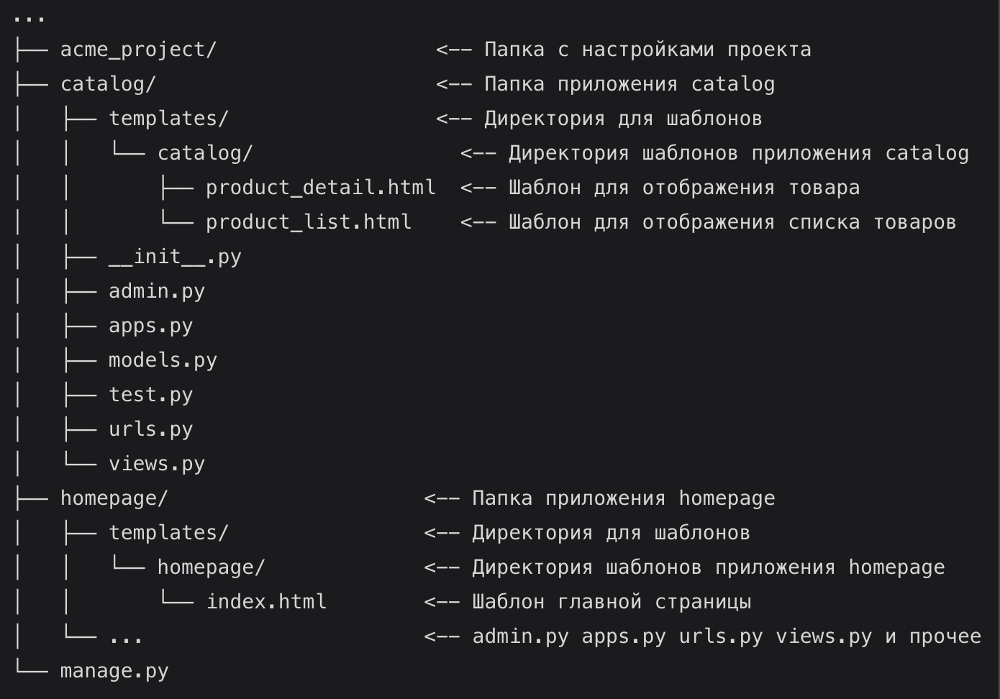 ...
├── acme_project/                  <-- Папка с настройками проекта
├── catalog/                       <-- Папка приложения catalog
│   ├── templates/                 <-- Директория для шаблонов
│   │   └── catalog/                 <-- Директория шаблонов приложения catalog
│   │       ├── product_detail.html  <-- Шаблон для отображения товара
│   │       └── product_list.html    <-- Шаблон для отображения списка товаров
│   ├── __init__.py
│   ├── admin.py
│   ├── apps.py
│   ├── models.py
│   ├── test.py
│   ├── urls.py
│   └── views.py
├── homepage/                     <-- Папка приложения homepage
│   ├── templates/                <-- Директория для шаблонов
│   │   └── homepage/             <-- Директория шаблонов приложения homepage
│   │       └── index.html        <-- Шаблон главной страницы
│   └── ...                       <-- admin.py apps.py urls.py views.py и прочее
└── manage.py